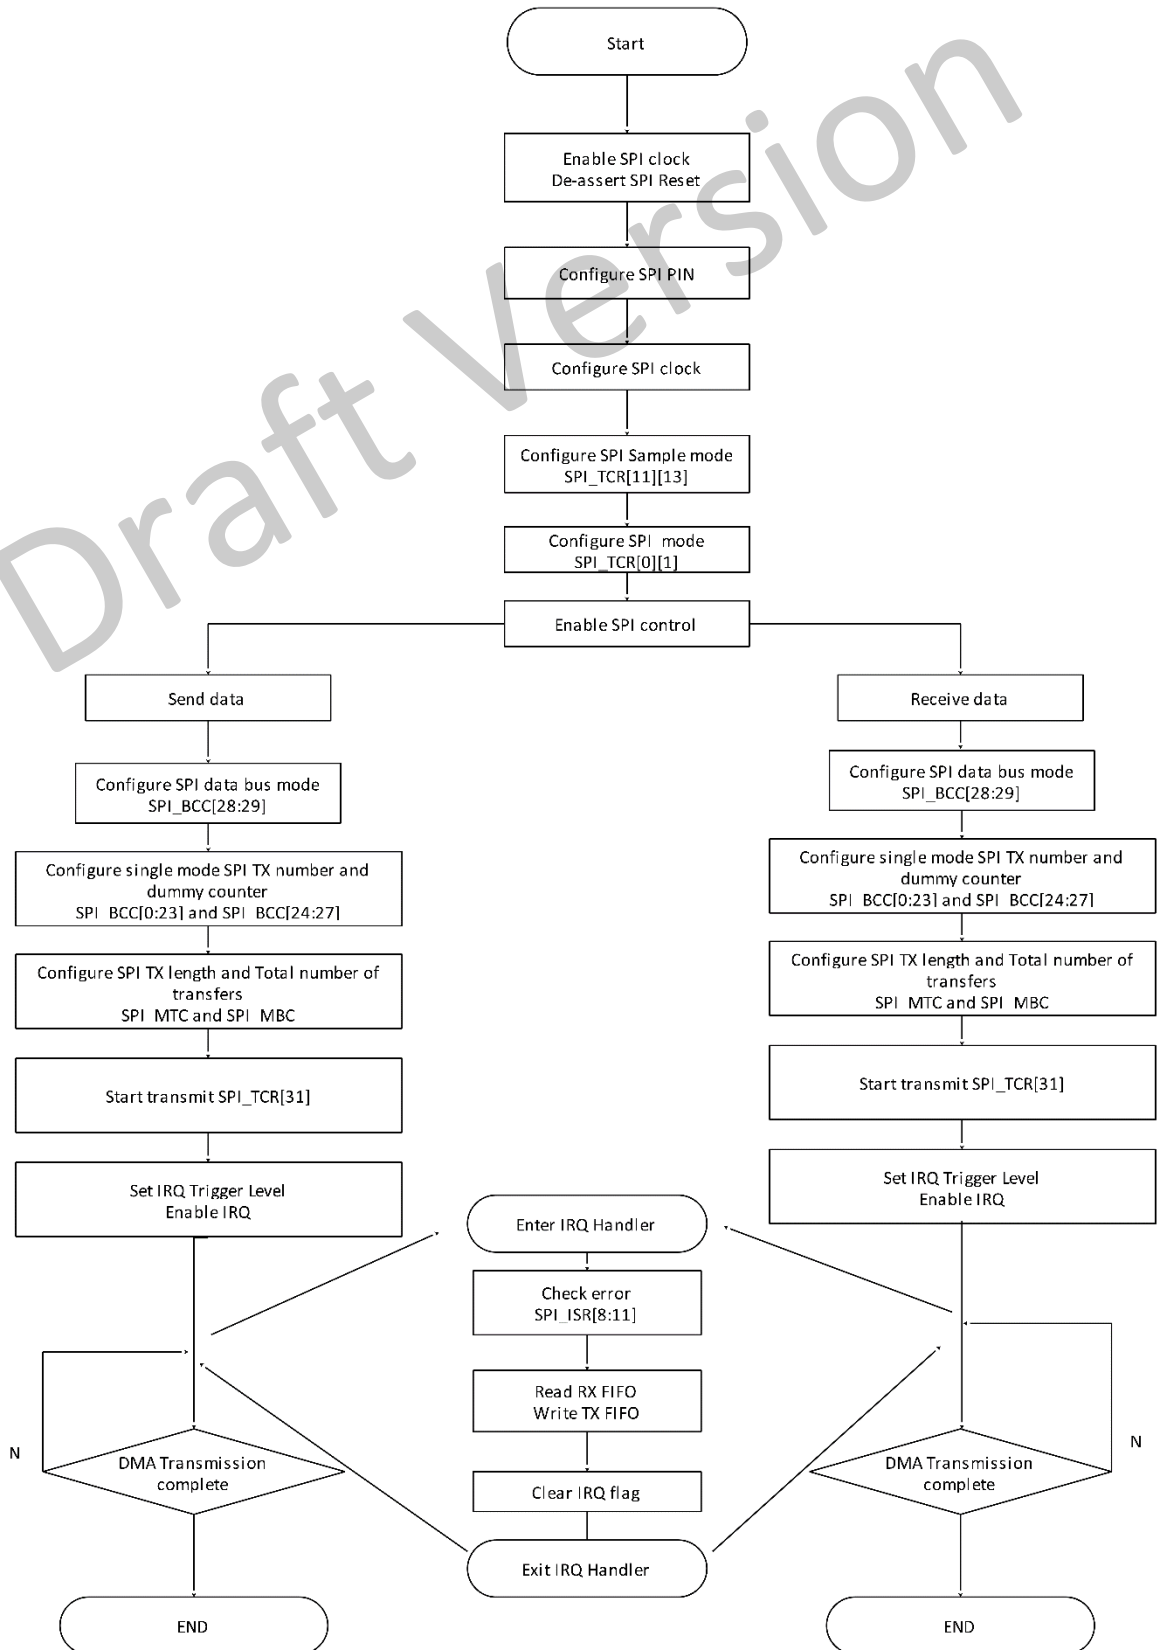 Draft Version
Start
Enable SPI clock
De-assert SPI Reset
Configure SPI PIN
Configure SPI clock
Configure SPI Sample mode
SPI_TCR[11][13]
Configure SPI mode
SPI_TCR[0][1]
Enable SPI control
Send data
Configure SPI data bus mode
SPI_BCC[28:29]
Configure single mode SPI TX number and
dummy counter
SPI_BCC[0:23] and SPI_BCC[24:27]
Configure SPI TX length and Total number of
transfers
SPI_MTC and SPI_MBC
Start transmit SPI_TCR[31]
Set IRQ Trigger Level
Enable IRQ
N
DMA Transmission
complete
END
Enter IRQ Handler
Check error
SPI_ISR[8:11]
Read RX FIFO
Write TX FIFO
Clear IRQ flag
Exit IRQ Handler
Receive data
Configure SPI data bus mode
SPI_BCC[28:29]
Configure single mode SPI TX number and
dummy counter
SPI_BCC[0:23] and SPI_BCC[24:27]
Configure SPI TX length and Total number of
transfers
SPI_MTC and SPI_MBC
Start transmit SPI_TCR[31]
Set IRQ Trigger Level
Enable IRQ
N
DMA Transmission
complete
END